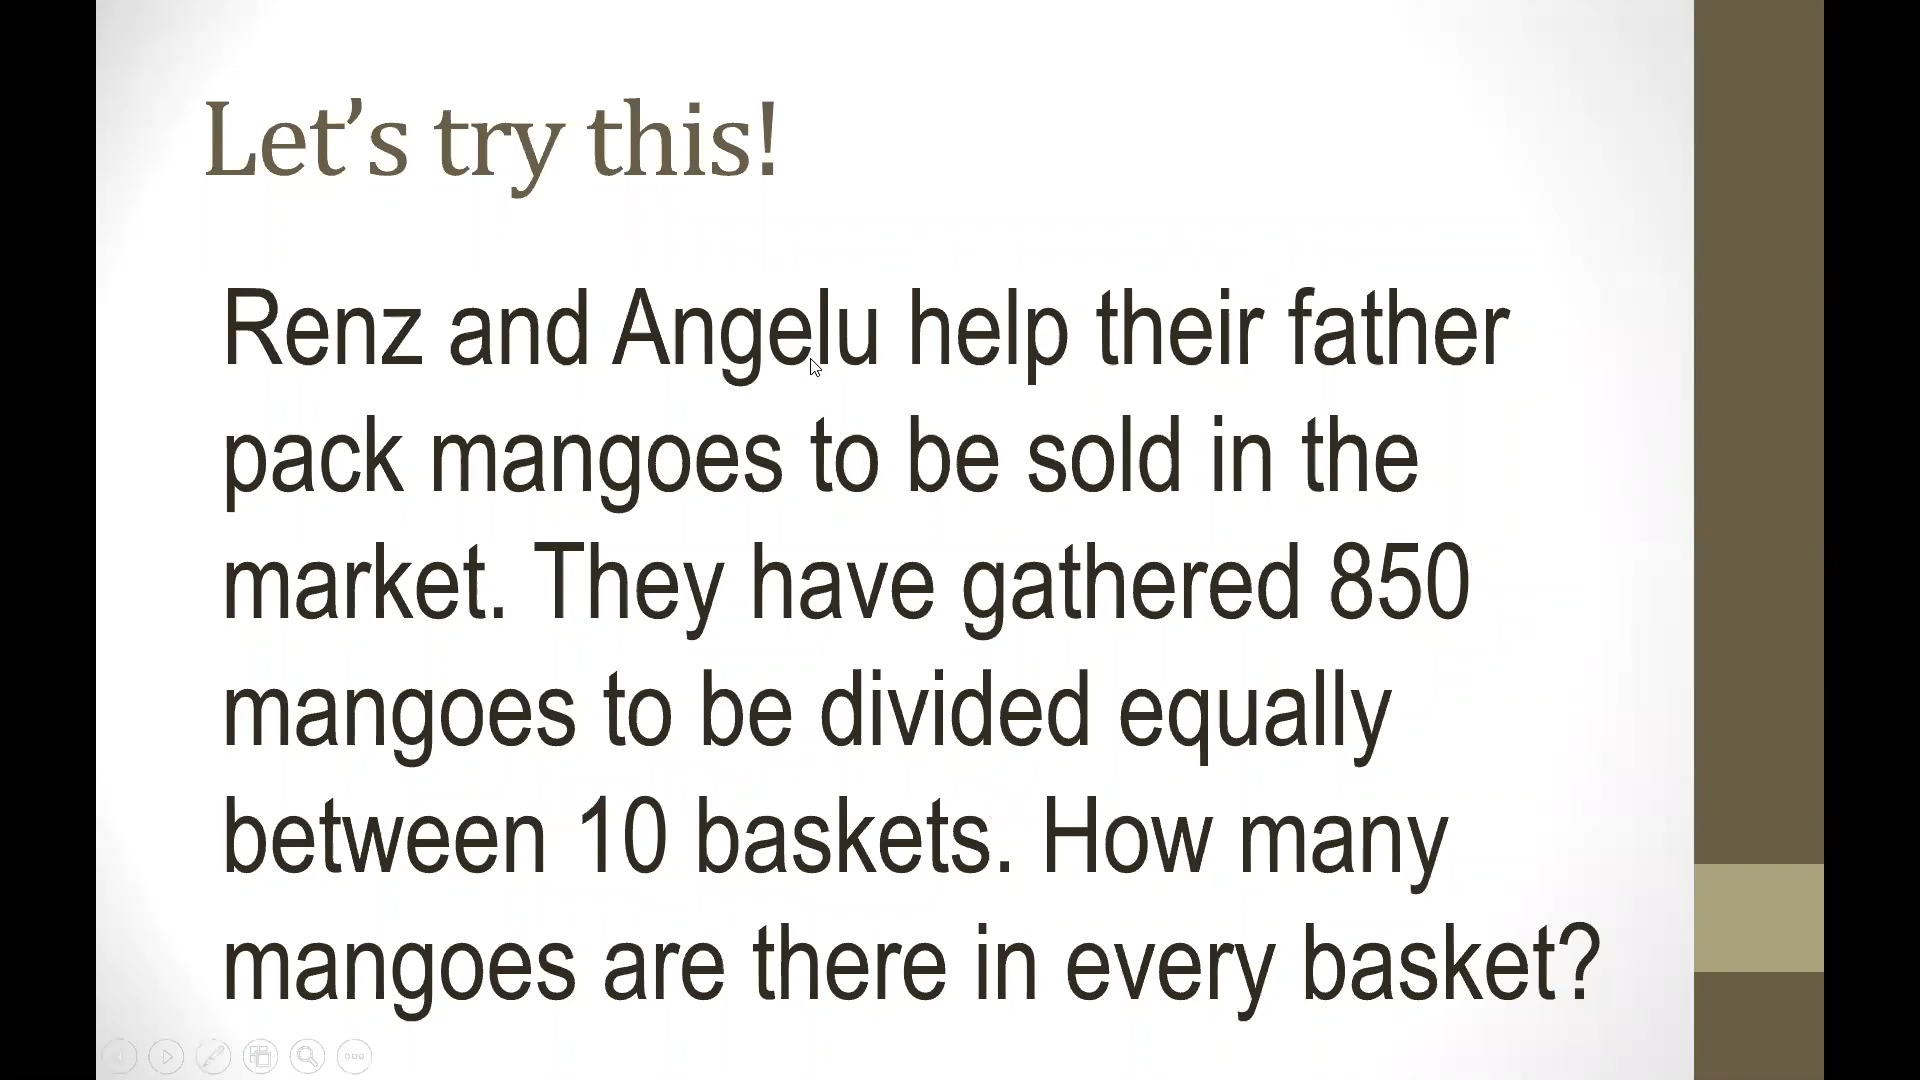 Let’s try this!
Renz and Angelu help their father
pack mangoes to be sold in the
market. They have gathered 850
mangoes to be divided equally
between 10 baskets. How many
mangoes are there in every basket?